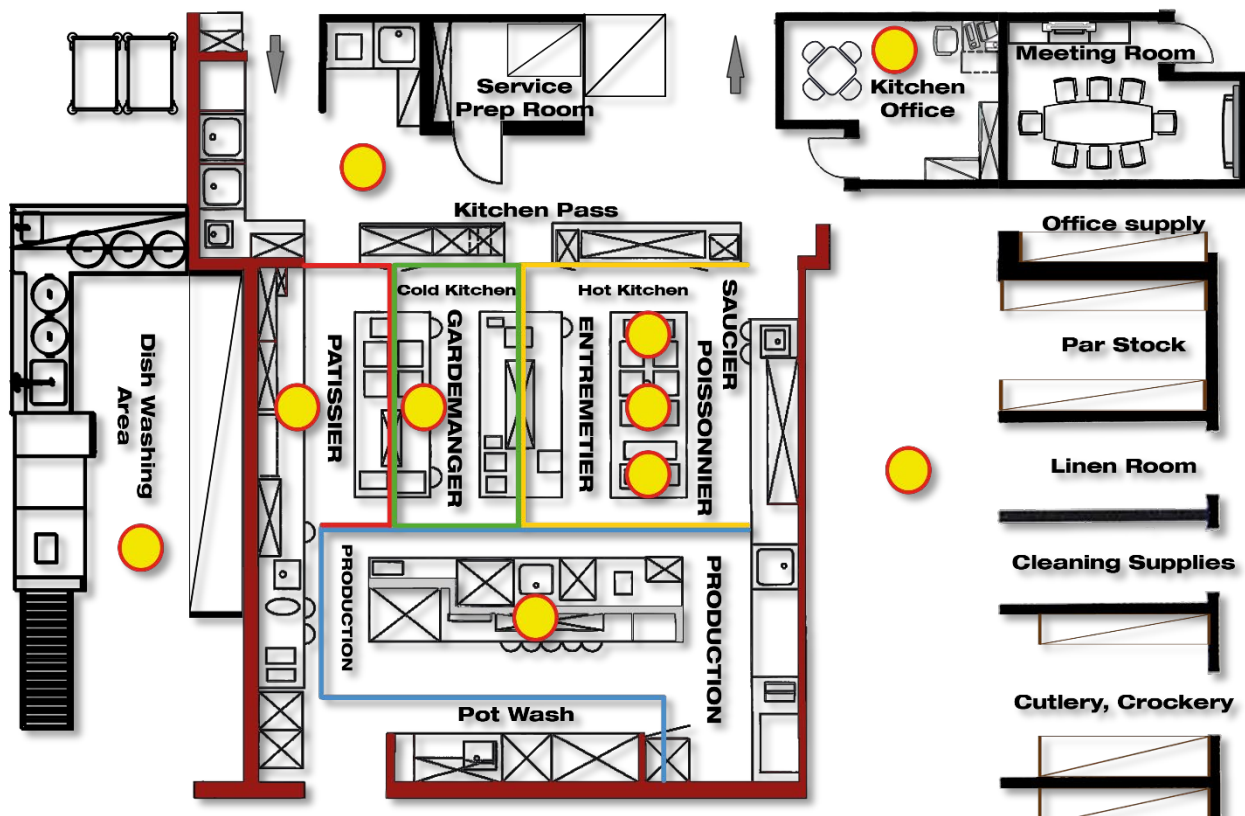 Service
Prep Room
Kitchen
Office
Meeting Room
Kitchen Pass
Office supply
Cold Kitchen
Hot Kitchen
Dish Washing
Area
PATISSIER
GARDEMANGER
ENTREMETIER
SAUCIER
POISSONNIER
Par Stock
Linen Room
Cleaning Supplies
PRODUCTION
PRODUCTION
Pot Wash
Cutlery, Crockery